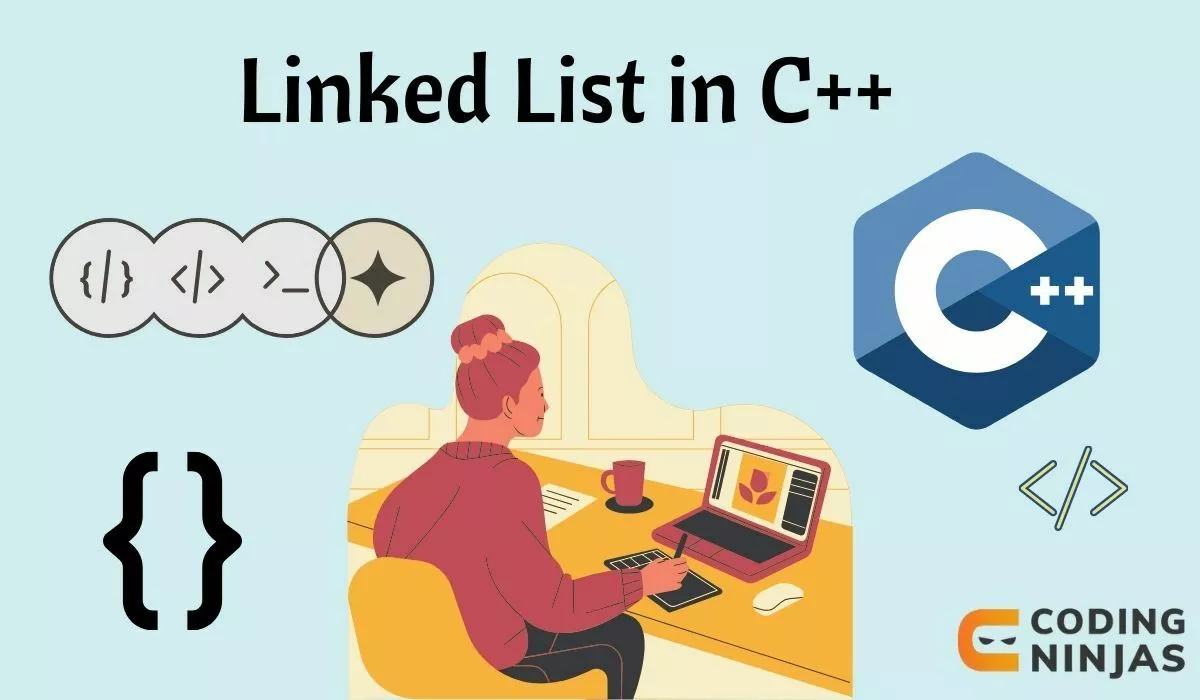 Linked List in C++
{/}
</>
>_
C++
{}
</>
CODING
NINJAS